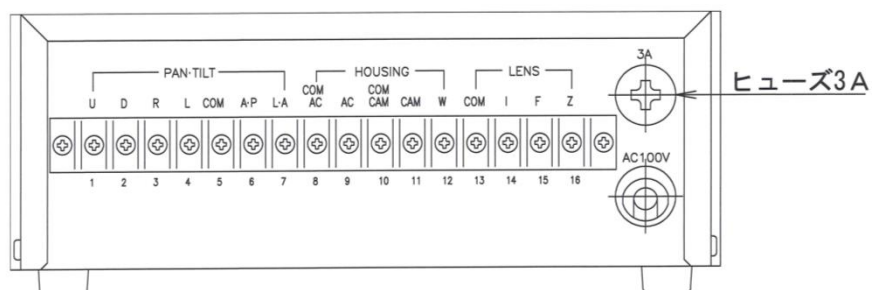 3A
PAN·TILT HOUSING LENS
ヒューズ3A
COM COM
U D R L COM A·P L·A AC AC CAM CAM W COM I F Z
AC100V
1 2 3 4 5 6 7 8 9 10 11 12 13 14 15 16